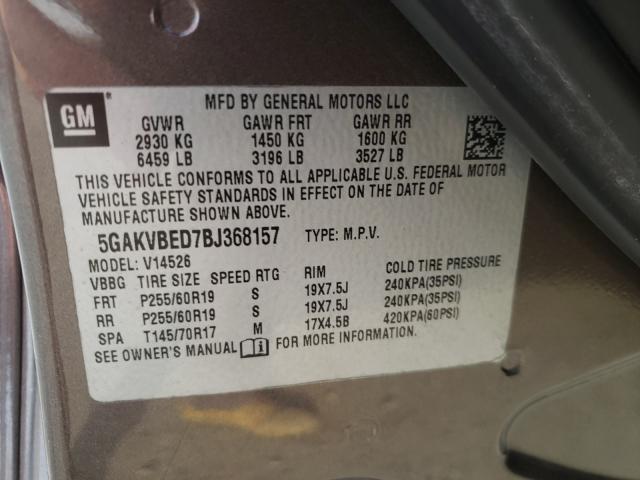 GM
MFD BY GENERAL MOTORS LLC
GVWR GAWR FRT GAWR RR
2930 KG 1450 KG 1600 KG
6459 LB 3196 LB 3527 LB
THIS VEHICLE CONFORMS TO ALL APPLICABLE U.S. FEDERAL MOTOR
VEHICLE SAFETY STANDARDS IN EFFECT ON THE DATE OF
MANUFACTURE SHOWN ABOVE.
5GAKVBED7BJ368157 TYPE: M.P.V.
MODEL: V14526
VBBG TIRE SIZE SPEED RTG RIM COLD TIRE PRESSURE
FRT P255/60R19 S 19X7.5J 240KPA(35PSI)
RR P255/60R19 S 19X7.5J 240KPA(35PSI)
SPA T145/70R17 M 17X4.5B 420KPA(60PSI)
SEE OWNER'S MANUAL FOR MORE INFORMATION.